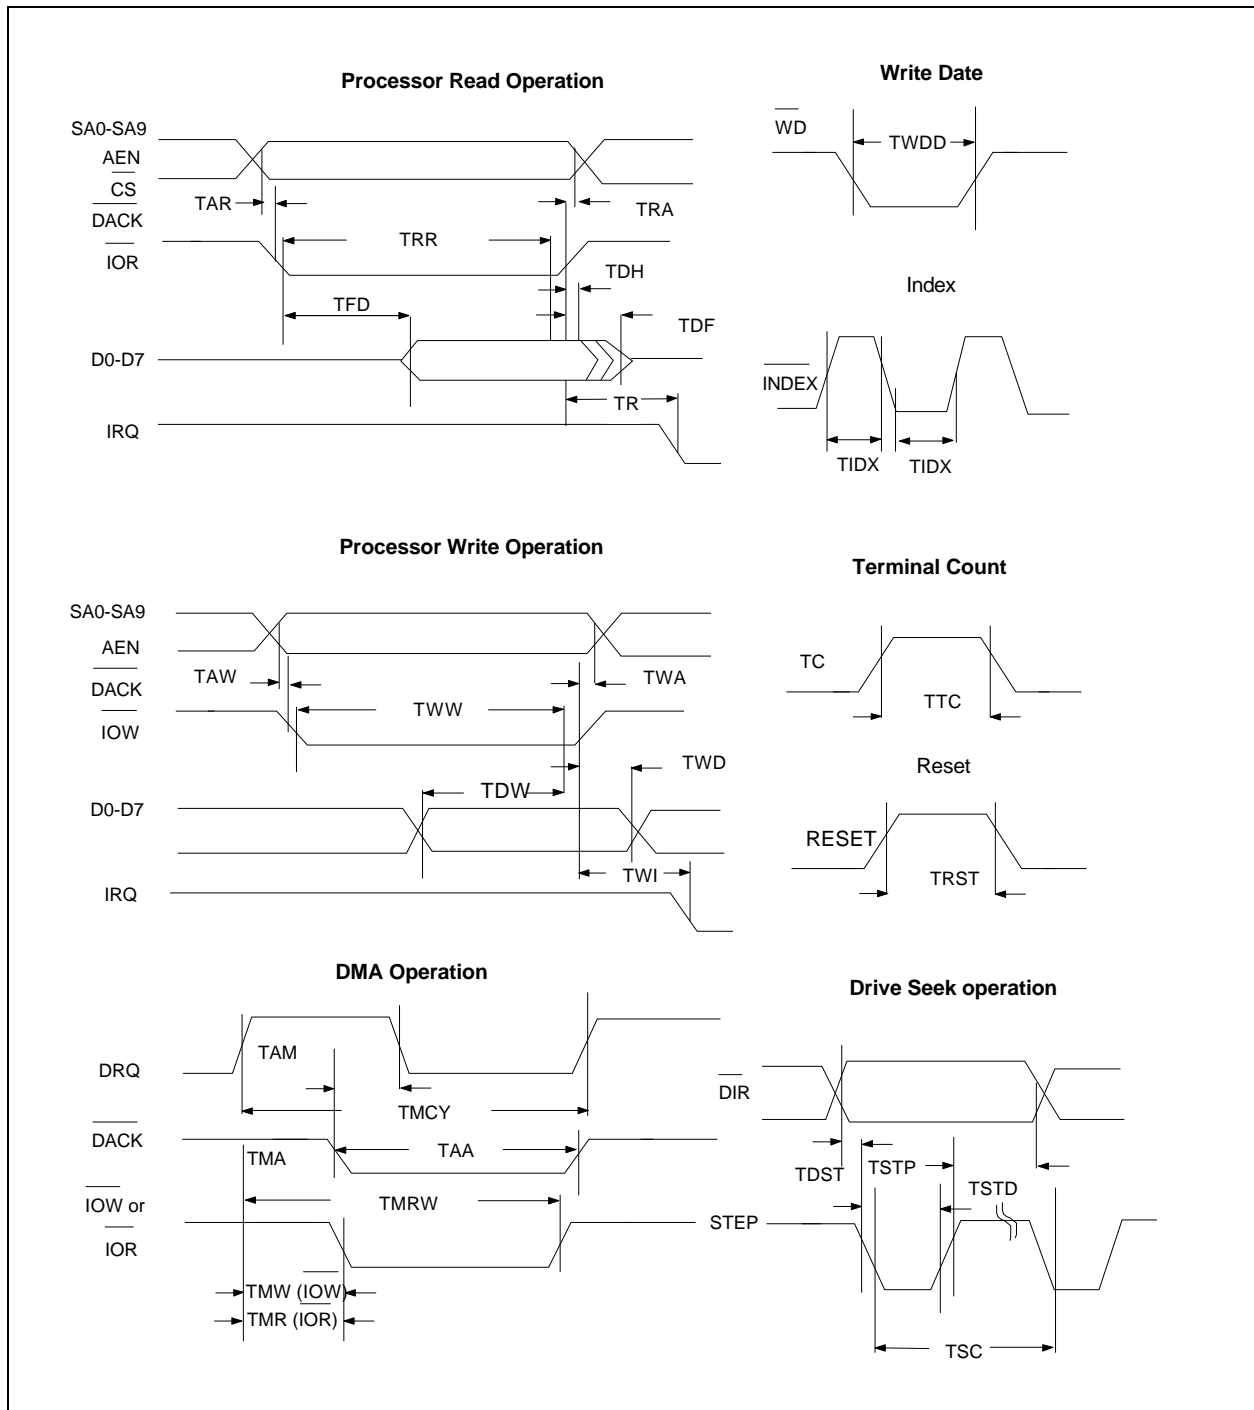 Processor Read Operation
SA0-SA9
AEN
CS
DACK
TAR
TRA
IOR
TRR
TDH
TFD
TDF
D0-D7
TR
IRQ
Write Date
WD
TWDD
Index
INDEX
TIDX
TIDX
Processor Write Operation
SA0-SA9
AEN
DACK
TAW
TWA
IOW
TWW
TWD
TDW
D0-D7
TWI
IRQ
Terminal Count
TC
TTC
Reset
RESET
TRST
DMA Operation
TAM
DRQ
TMCY
DACK
TMA
TAA
IOW or
IOR
TMRW
TMW (IOW)
TMR (IOR)
Drive Seek operation
DIR
TDST
TSTP
TSTD
STEP
TSC